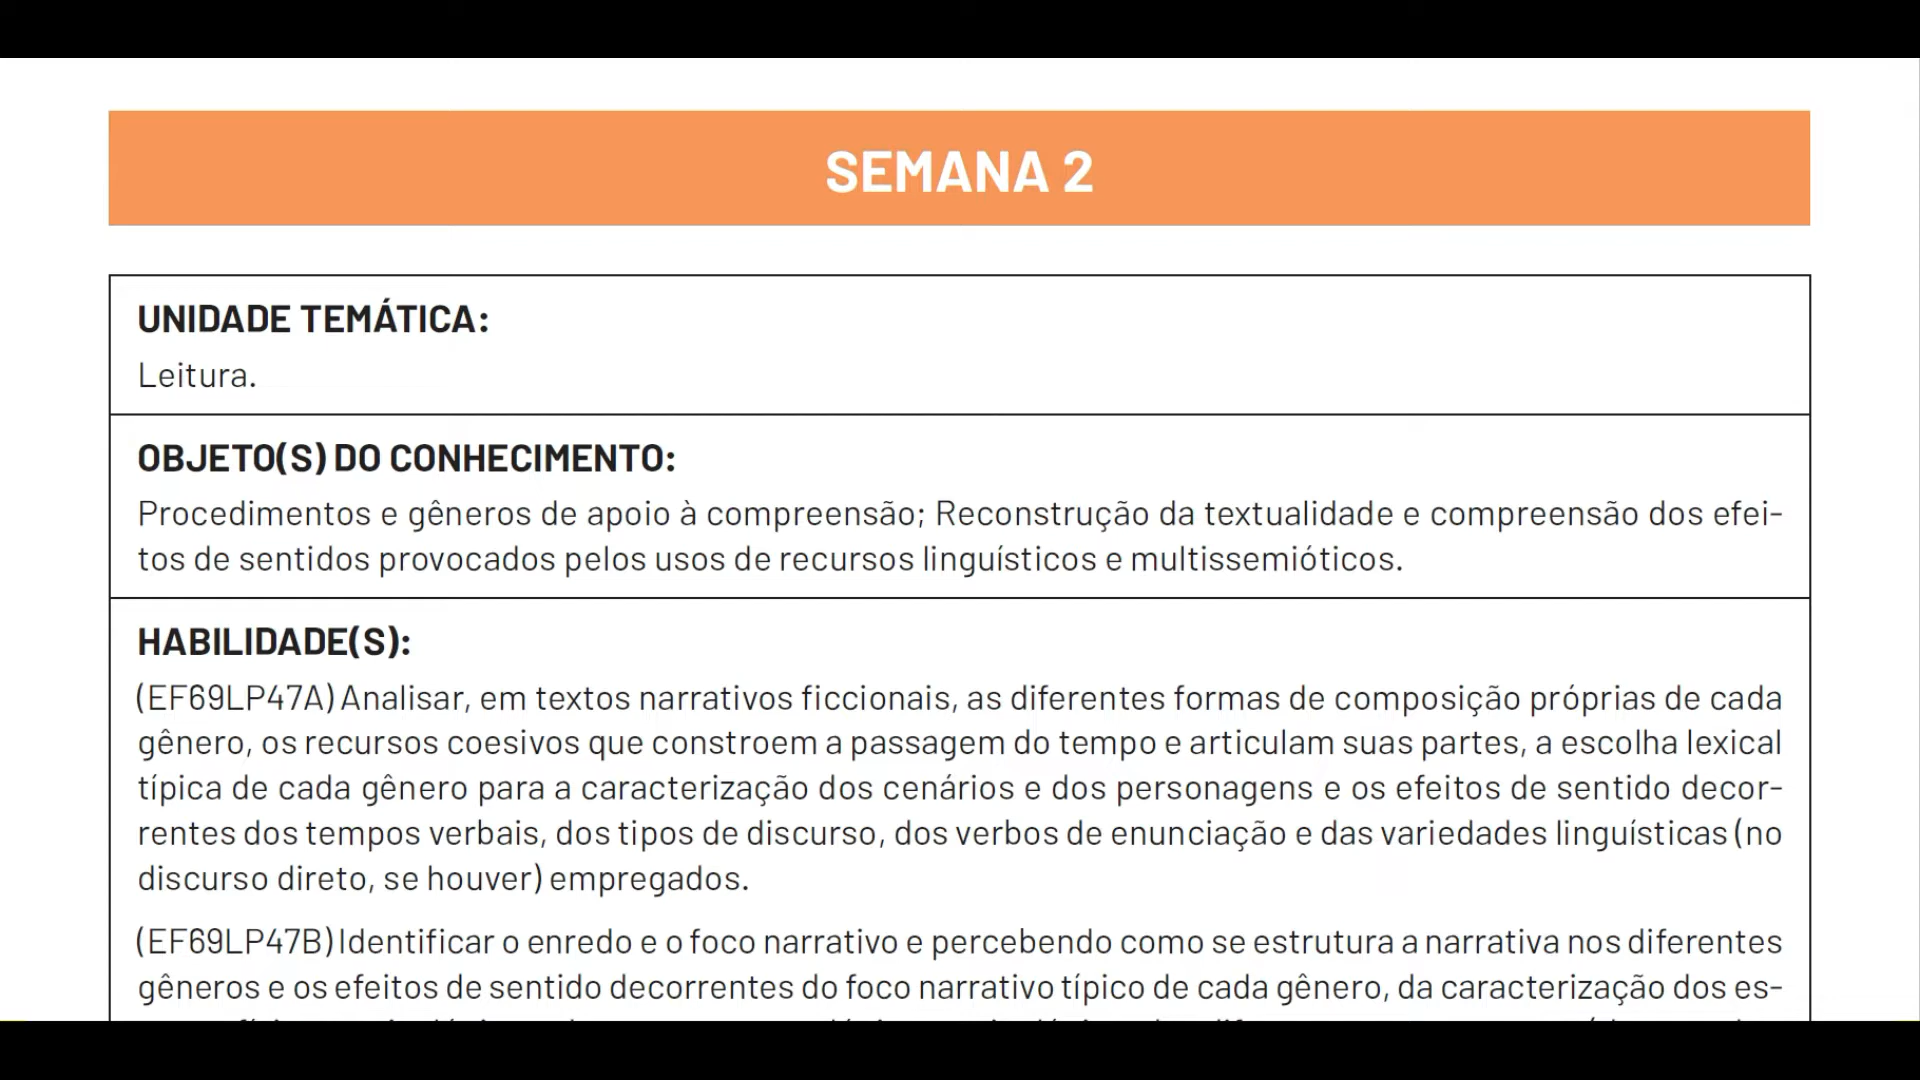 SEMANA 2
UNIDADE TEMÁTICA:
Leitura.
OBJETO(S) DO CONHECIMENTO:
Procedimentos e gêneros de apoio à compreensão; Reconstrução da textualidade e compreensão dos efei-
tos de sentidos provocados pelos usos de recursos linguísticos e multissemióticos.
HABILIDADE(S):
(EF69LP47A) Analisar, em textos narrativos ficcionais, as diferentes formas de composição próprias de cada
gênero, os recursos coesivos que constroem a passagem do tempo e articulam suas partes, a escolha lexical
típica de cada gênero para a caracterização dos cenários e dos personagens e os efeitos de sentido decor-
rentes dos tempos verbais, dos tipos de discurso, dos verbos de enunciação e das variedades linguísticas (no
discurso direto, se houver) empregados.
(EF69LP47B) Identificar o enredo e o foco narrativo e percebendo como se estrutura a narrativa nos diferentes
gêneros e os efeitos de sentido decorrentes do foco narrativo típico de cada gênero, da caracterização dos es-